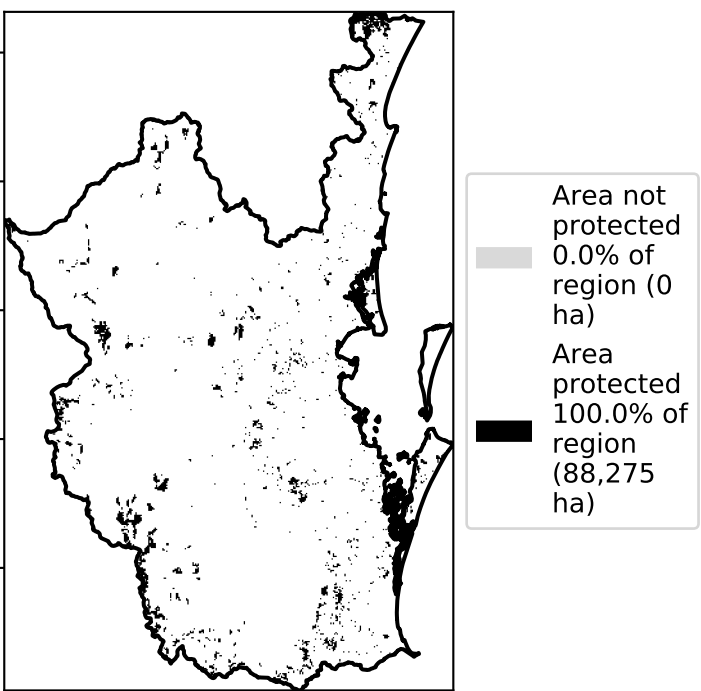 Area not
protected
0.0% of
region (0
ha)
Area
protected
100.0% of
region
(88,275
ha)